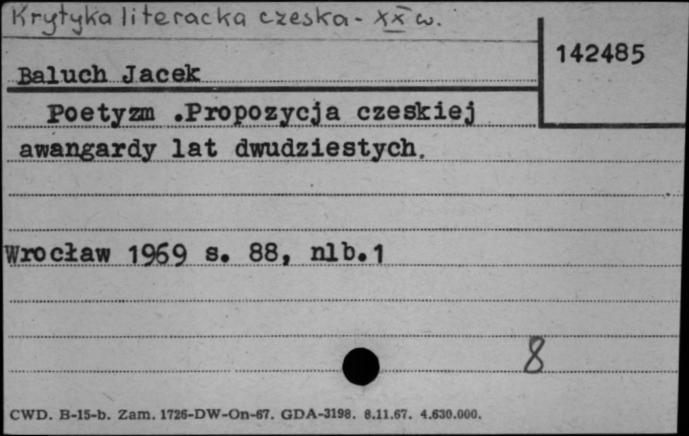 Krytyka literacka czeska - XX w.
142485
Baluch Jacek
Poetyzm .Propozycja czeskiej
awangardy lat dwudziestych.
Wrocław 1969 s. 88, nlb.1
8
CWD. B-15-b. Zam. 1726-DW-On-67. GDA-3198. 8.11.67. 4.630.000.